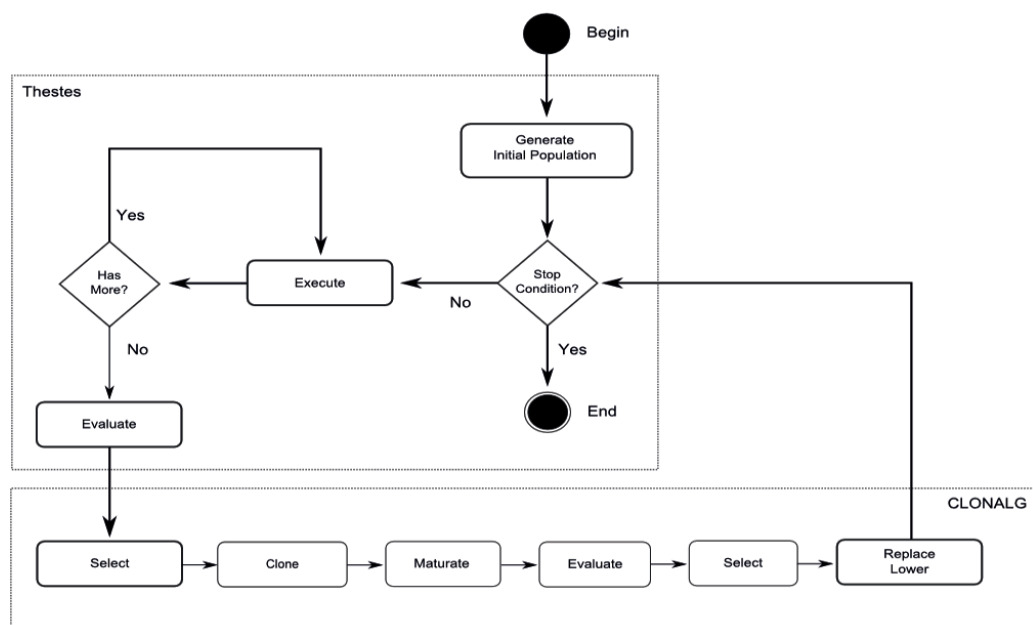 Begin
Thestes
Generate
Initial Population
Yes
Has
More?
Execute
Stop
Condition?
No
No
Yes
Evaluate
End
CLONALG
Select
Clone
Maturate
Evaluate
Select
Replace
Lower